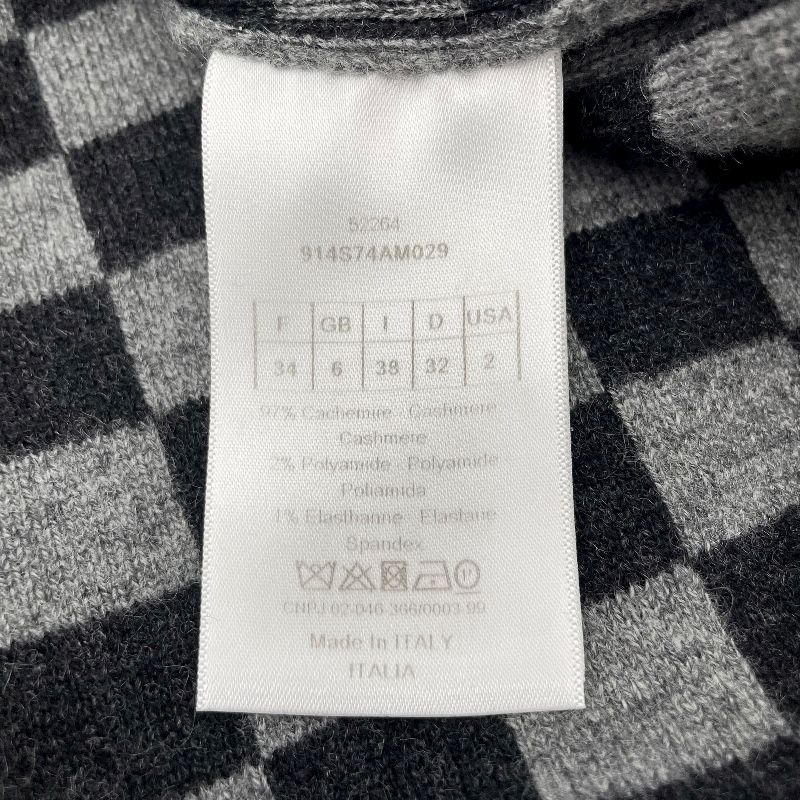 52264
914S74AM029
F GB I D USA
34 6 38 32 2
97% Cachemire - Cashmere
Cashmere
2% Polyamide - Polyamide
Poliamida
1% Elasthanne - Elastane
Spandex
CNPJ 02-046-366/0003-99
Made In ITALY
ITALIA